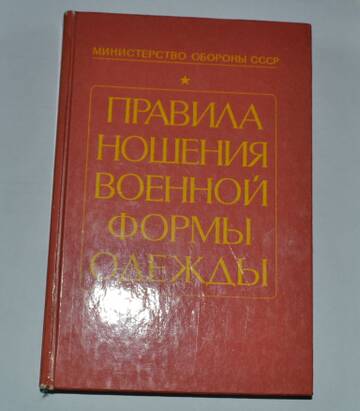 МИНИСТЕРСТВО ОБОРОНЫ СССР
ПРАВИЛА
НОШЕНИЯ
ВОЕННОЙ
ФОРМЫ
ОДЕЖДЫ